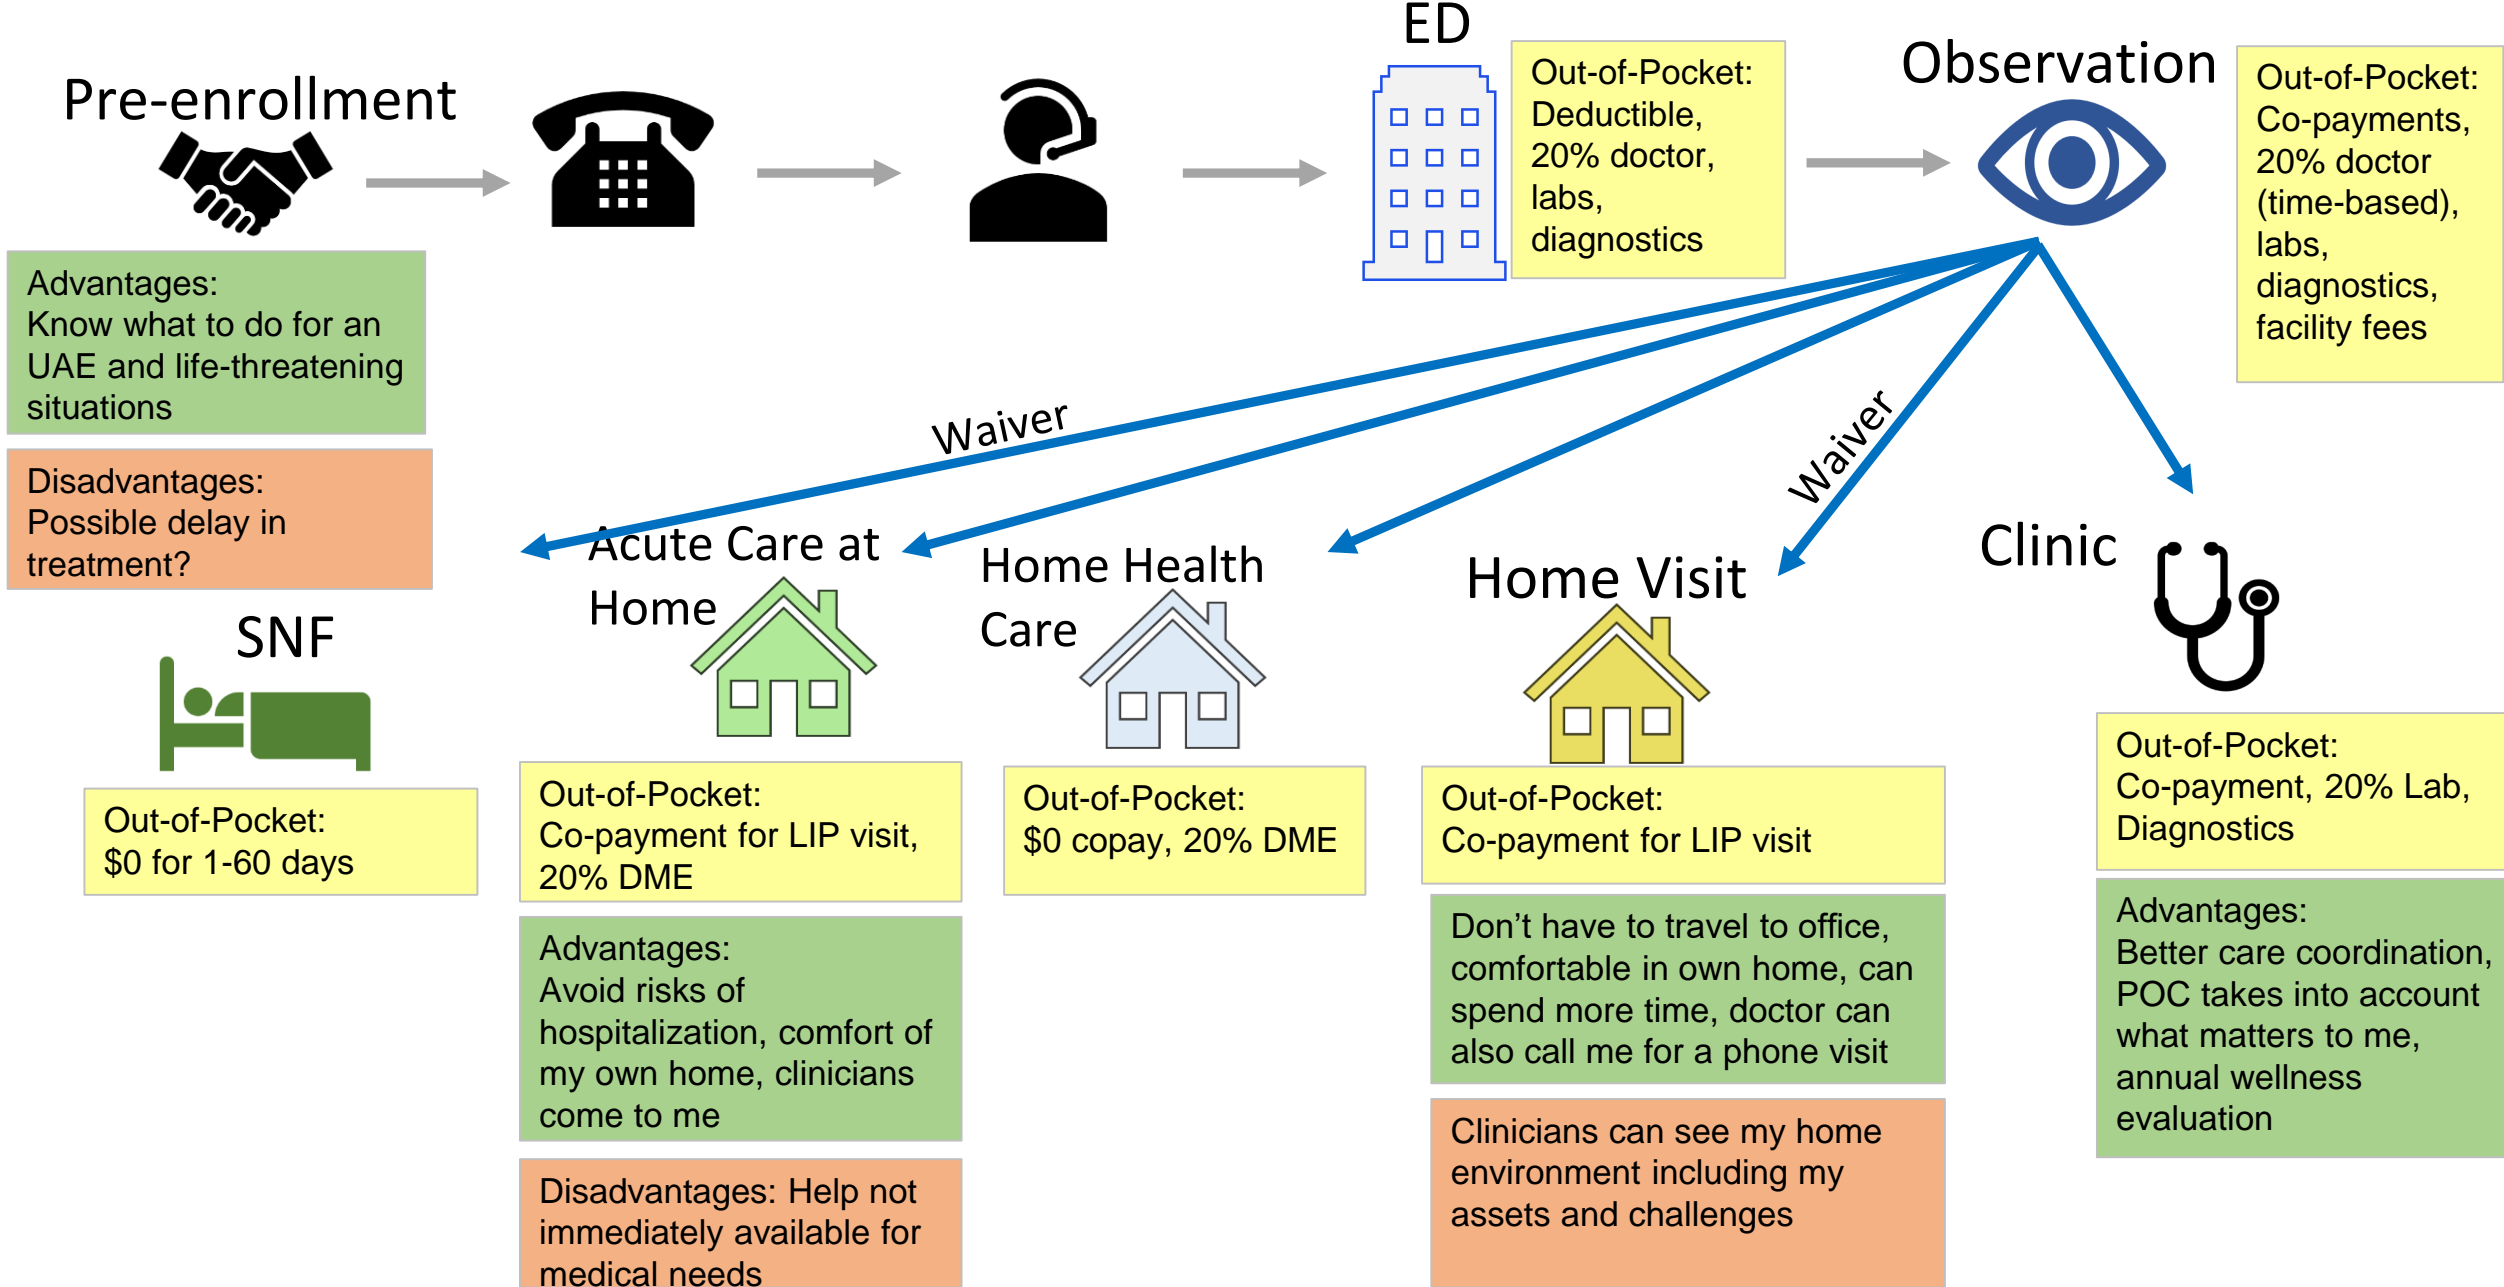 Pre-enrollment
ED
Out-of-Pocket:
Deductible,
20% doctor,
labs,
diagnostics
Observation
Out-of-Pocket:
Co-payments,
20% doctor
(time-based),
labs,
diagnostics,
facility fees
Advantages:
Know what to do for an
UAE and life-threatening
situations
Disadvantages:
Possible delay in
treatment?
Waiver
Waiver
SNF
Out-of-Pocket:
$0 for 1-60 days
Acute Care at
Home
Out-of-Pocket:
Co-payment for LIP visit,
20% DME
Advantages:
Avoid risks of
hospitalization, comfort of
my own home, clinicians
come to me
Disadvantages: Help not
immediately available for
medical needs
Home Health
Care
Out-of-Pocket:
$0 copay, 20% DME
Home Visit
Out-of-Pocket:
Co-payment for LIP visit
Don’t have to travel to office,
comfortable in own home, can
spend more time, doctor can
also call me for a phone visit
Clinicians can see my home
environment including my
assets and challenges
Clinic
Out-of-Pocket:
Co-payment, 20% Lab,
Diagnostics
Advantages:
Better care coordination,
POC takes into account
what matters to me,
annual wellness
evaluation